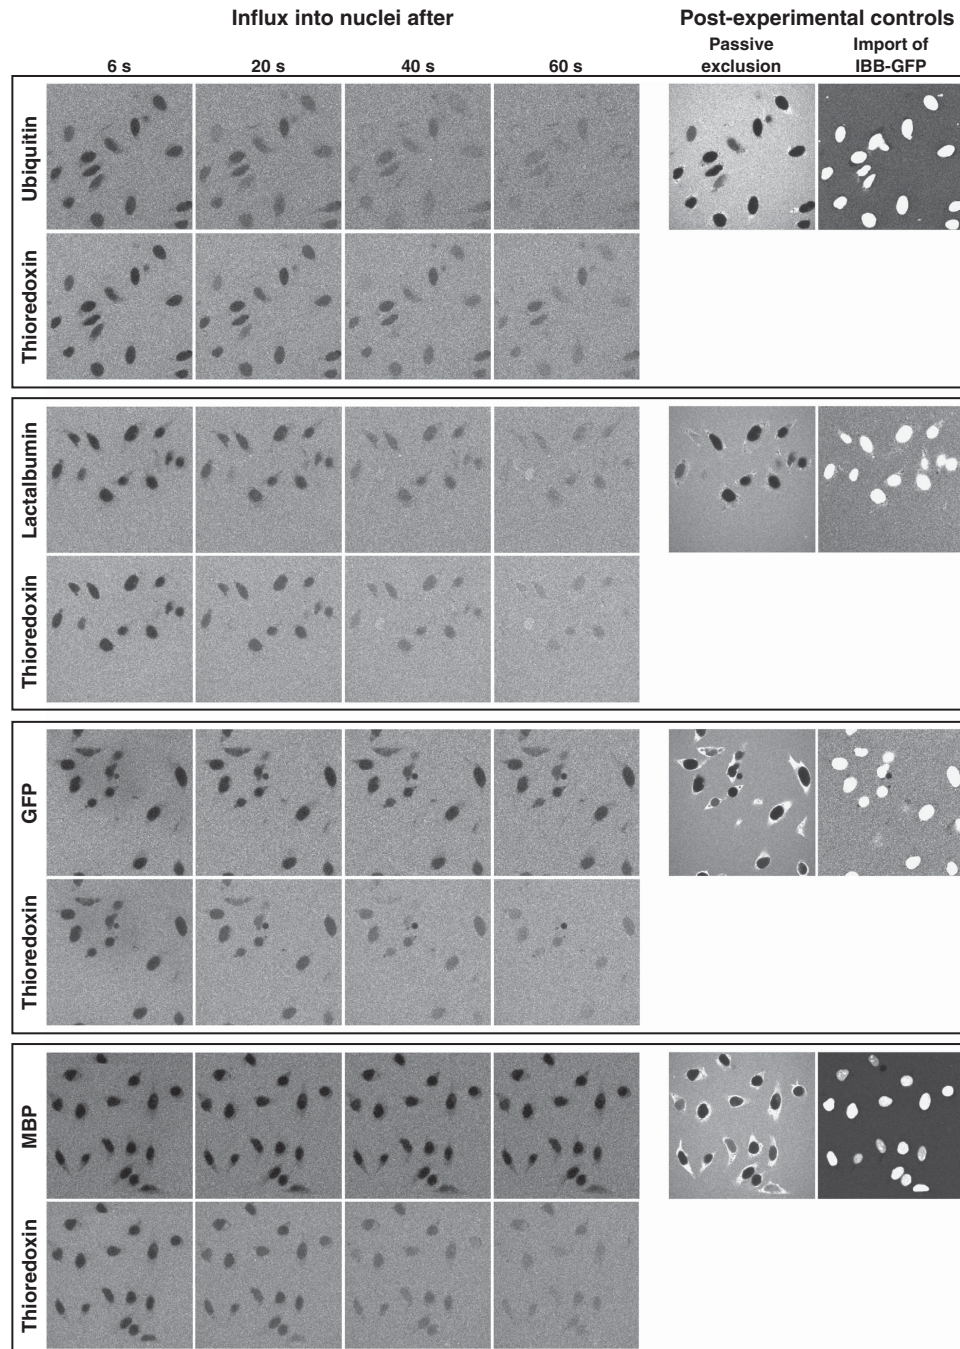 Influx into nuclei after
Post-experimental controls
6 s
20 s
40 s
60 s
Passive
exclusion
Import of
IBB-GFP
Ubiquitin
Thioredoxin
Lactalbumin
Thioredoxin
GFP
Thioredoxin
MBP
Thioredoxin